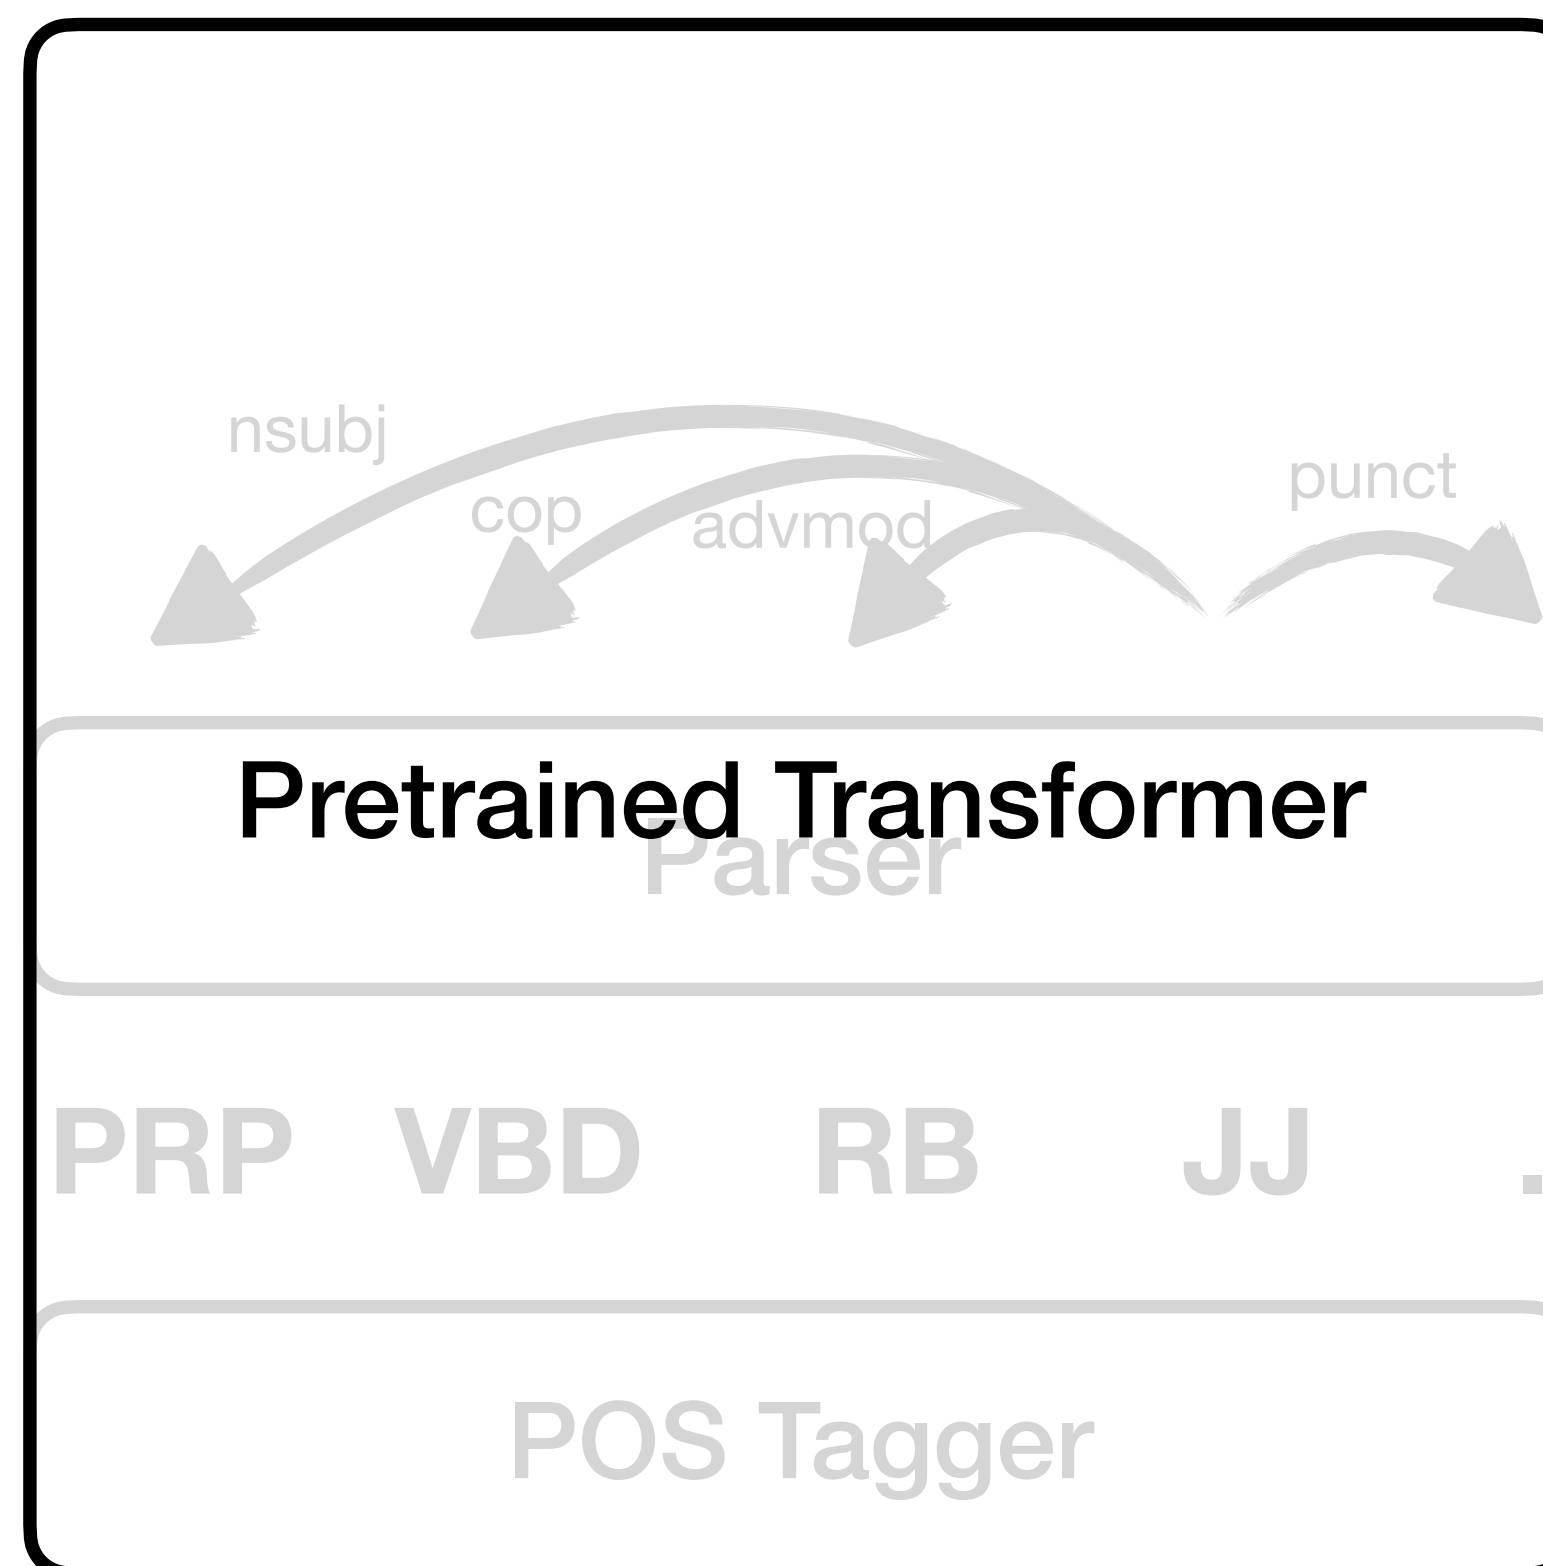 nsubj
cop
advmod
punct
Pretrained Transformer
Parser
PRP VBD RB JJ .
POS Tagger